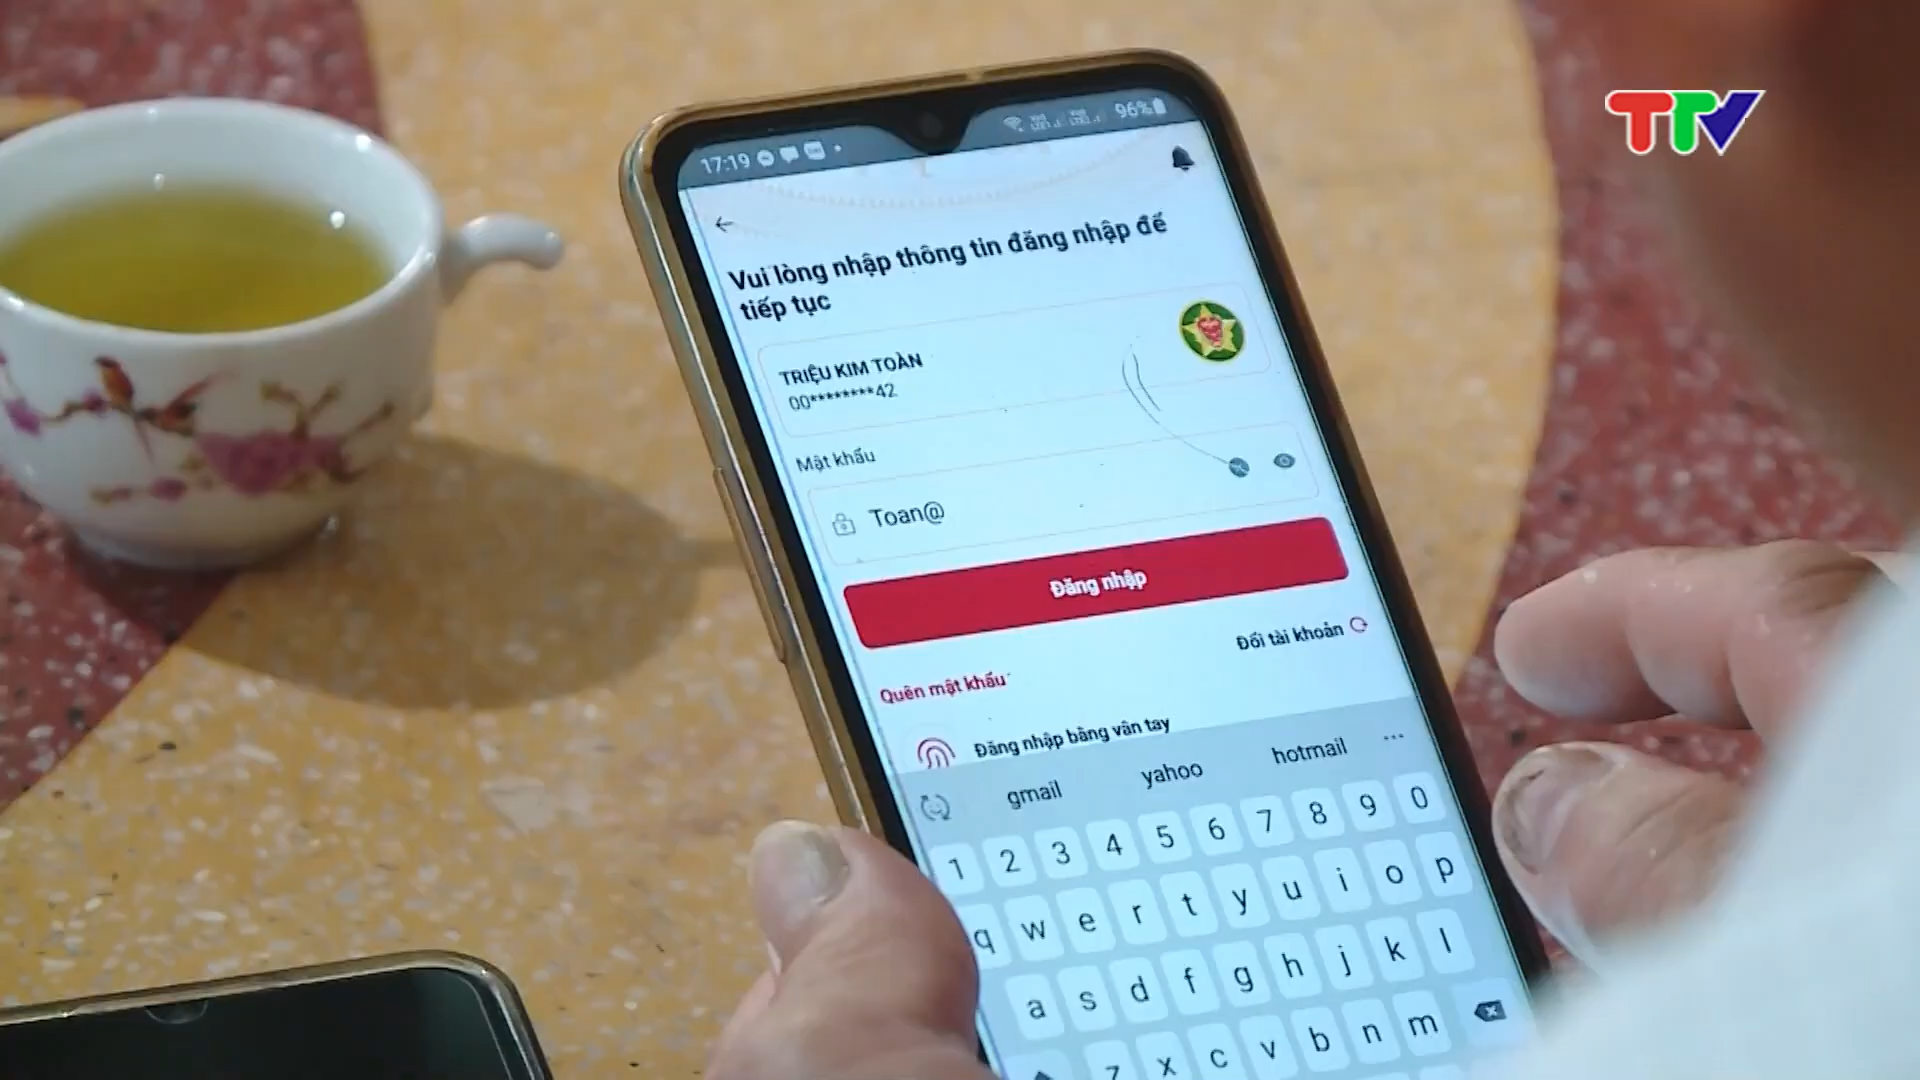 TTV
17:19
96%
Vui lòng nhập thông tin đăng nhập để
tiếp tục
TRIỆU KIM TOÀN
00********42
Mật khẩu
Toan@
Đăng nhập
Đổi tài khoản
Quên mật khẩu
Đăng nhập bằng vân tay
gmail yahoo hotmail ...
1 2 3 4 5 6 7 8 9 0
q w e r t y u i o p
a s d f g h j k l
z x c v b n m